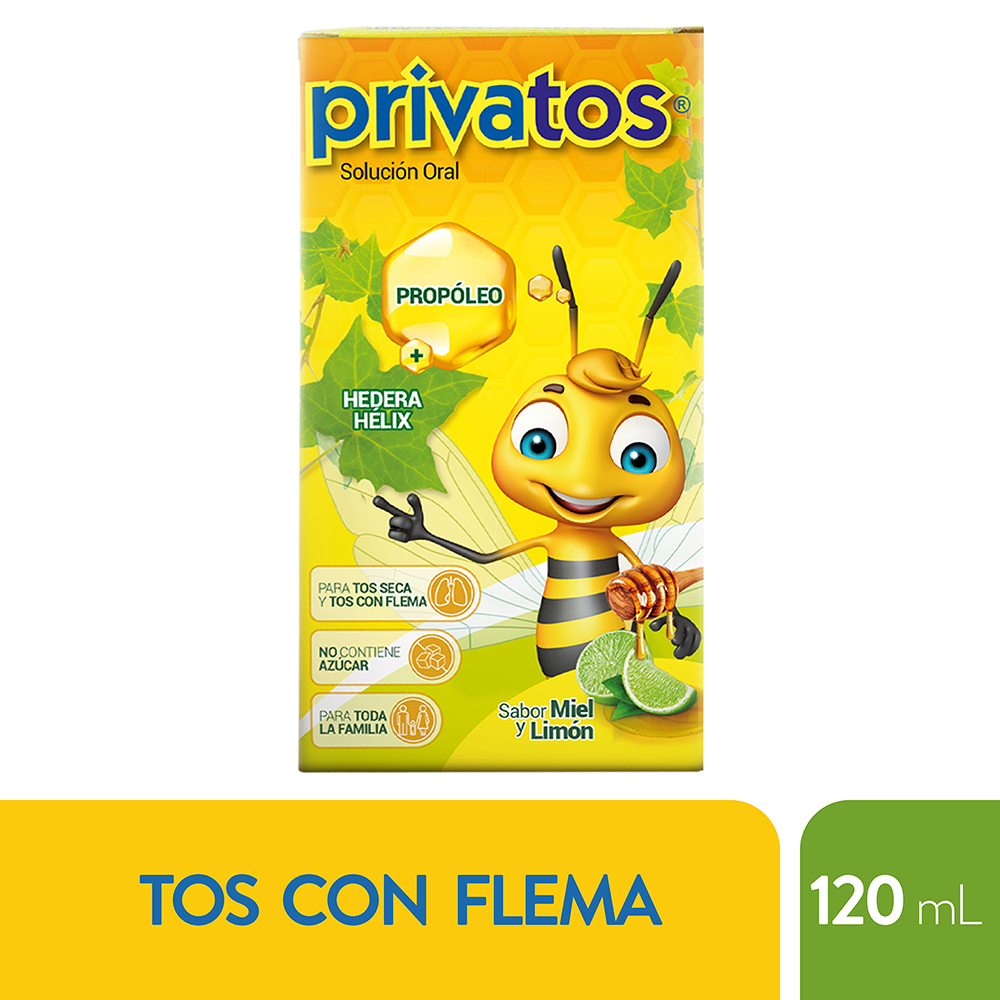 privatos®
Solución Oral
PROPÓLEO
+
HEDERA
HÉLIX
PARA TOS SECA
Y TOS CON FLEMA
NO CONTIENE
AZÚCAR
PARA TODA
LA FAMILIA
Sabor Miel
y Limón
TOS CON FLEMA
120 mL